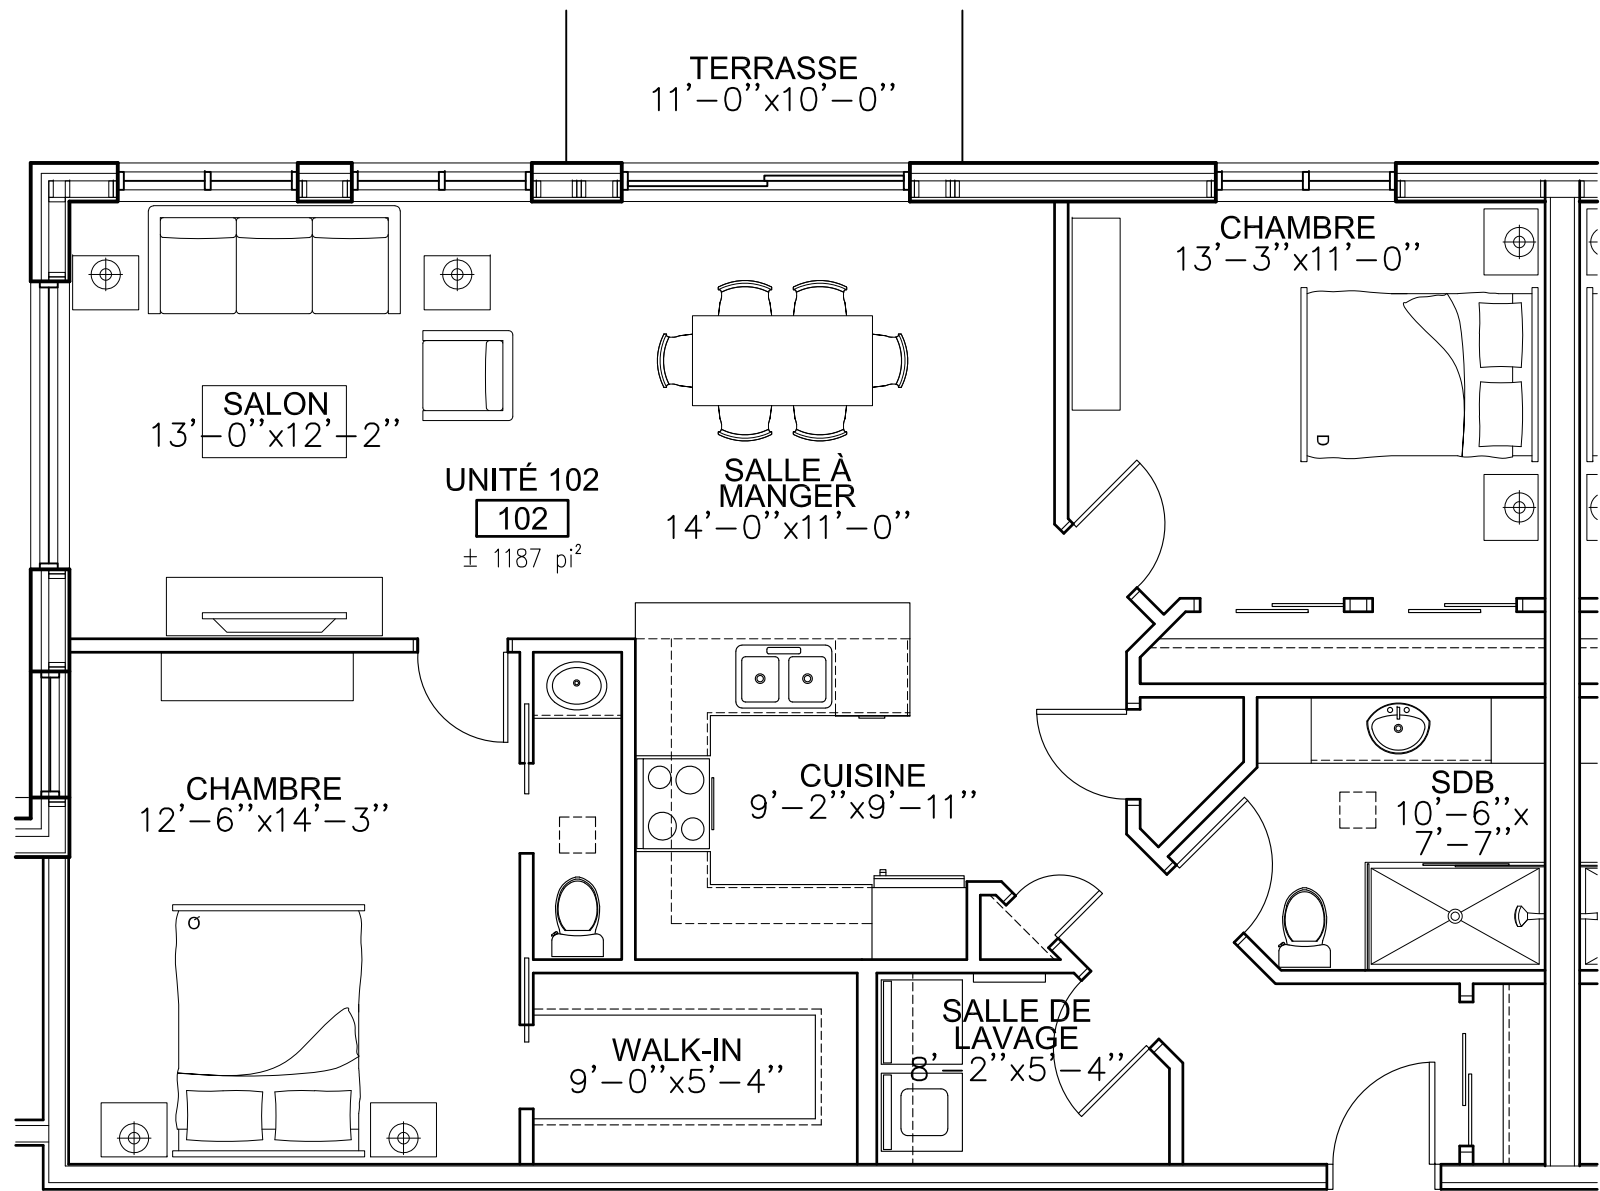 TERRASSE
11'-0''x10'-0''
CHAMBRE
13'-3''x11'-0''
SALON
13'-0''x12'-2''
UNITÉ 102
102
± 1187 pi²
SALLE À
MANGER
14'-0''x11'-0''
CHAMBRE
12'-6''x14'-3''
CUISINE
9'-2''x9'-11''
SDB
10'-6''x
7'-7''
WALK-IN
9'-0''x5'-4''
SALLE DE
LAVAGE
8'-2''x5'-4''